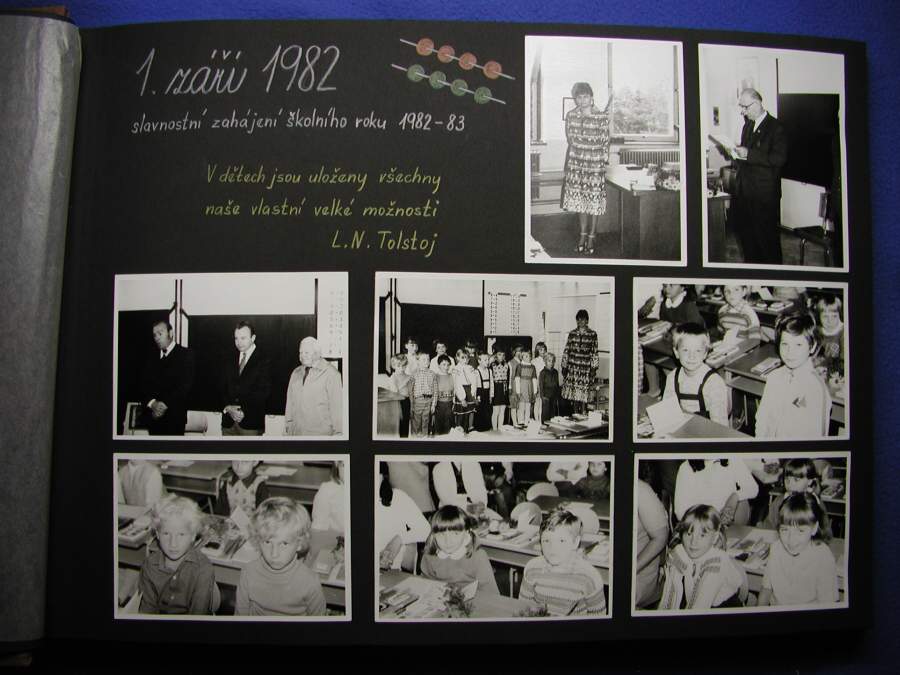 1. září 1982
slavnostní zahájení školního roku 1982-83
V dětech jsou uloženy všechny
naše vlastní velké možnosti
L.N. Tolstoj